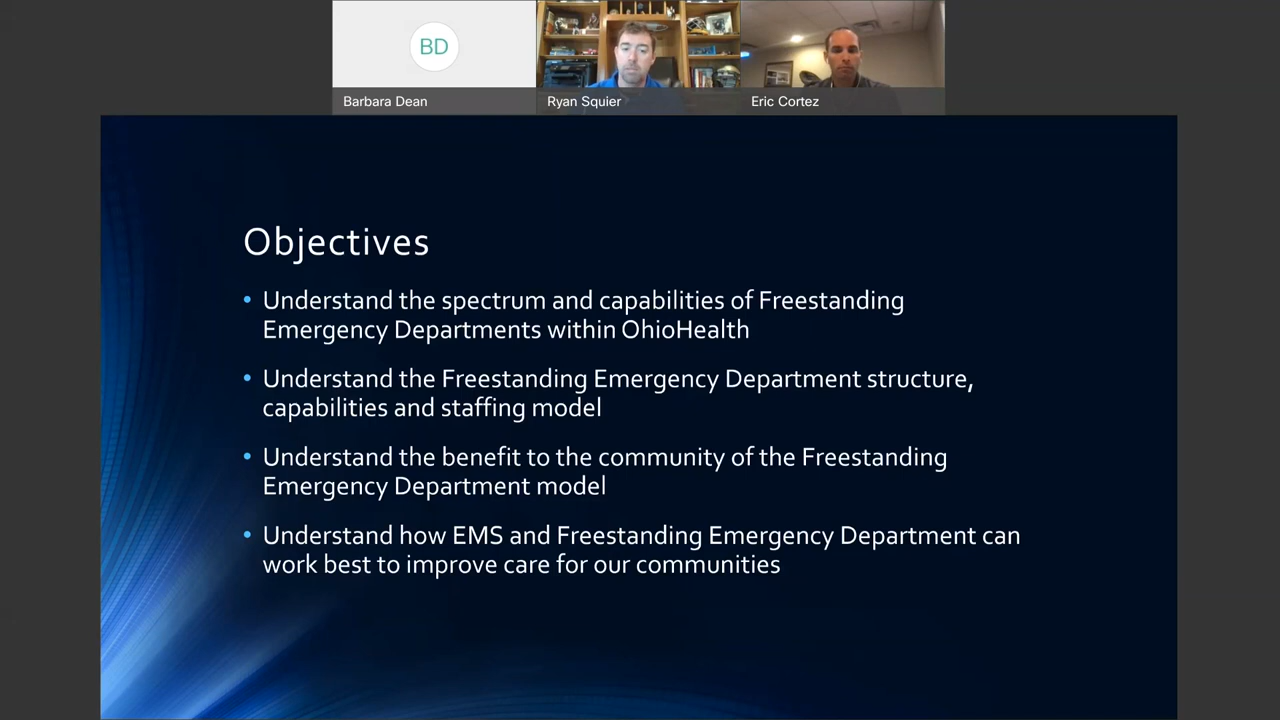 BD
Barbara Dean
Ryan Squier
Eric Cortez
Objectives
• Understand the spectrum and capabilities of Freestanding
Emergency Departments within OhioHealth
• Understand the Freestanding Emergency Department structure,
capabilities and staffing model
• Understand the benefit to the community of the Freestanding
Emergency Department model
• Understand how EMS and Freestanding Emergency Department can
work best to improve care for our communities